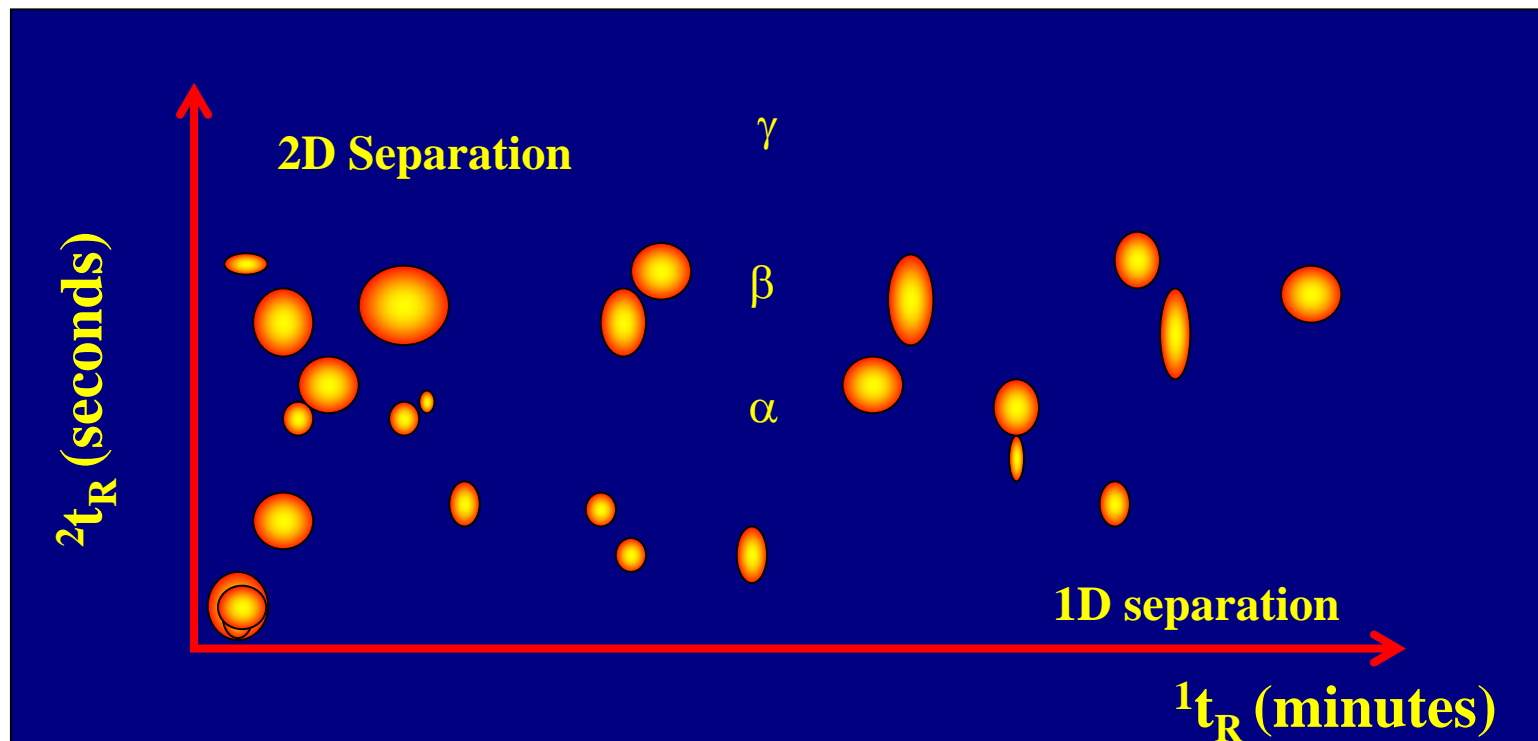 γ
2D Separation
β
α
²tR (seconds)
1D separation
¹tR (minutes)